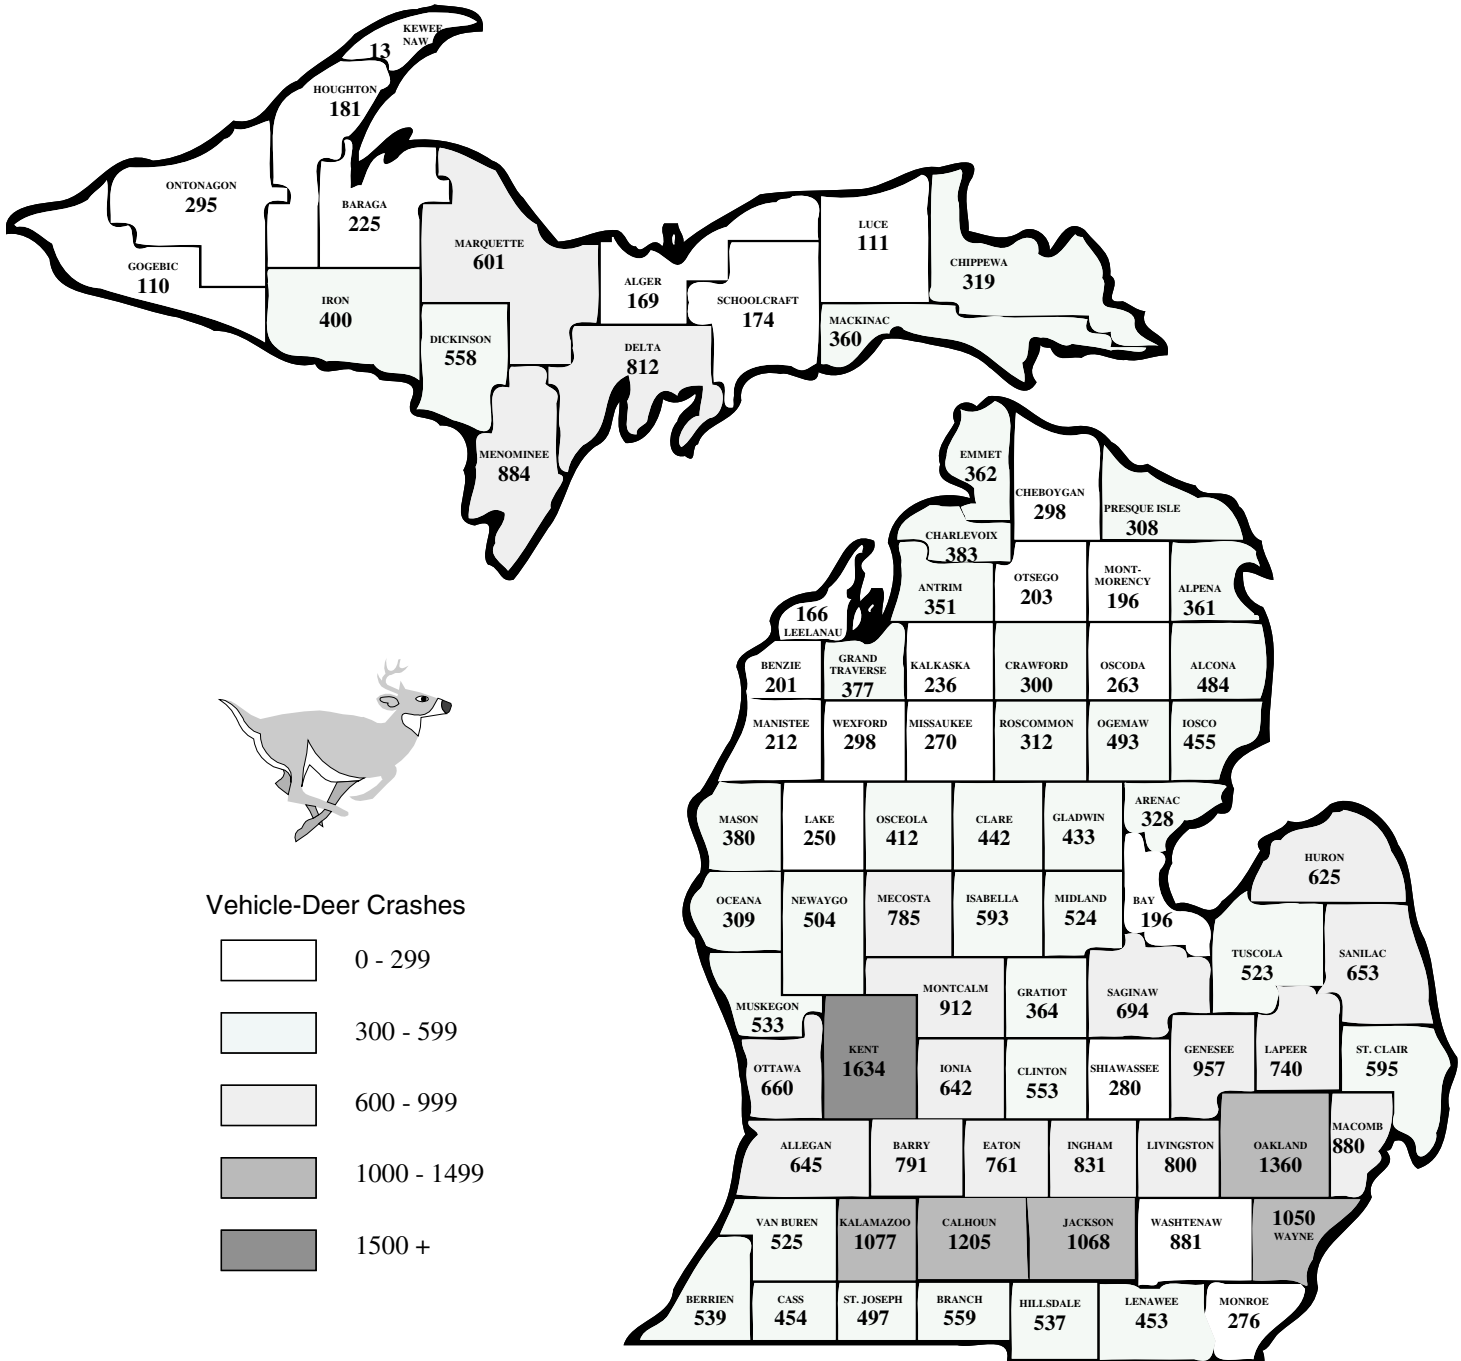 KEWEE
NAW
13
HOUGHTON
181
ONTONAGON
295
BARAGA
225
GOGEBIC
110
MARQUETTE
601
LUCE
111
CHIPPEWA
319
IRON
400
ALGER
169
SCHOOLCRAFT
174
DICKINSON
558
DELTA
812
MACKINAC
360
MENOMINEE
884
EMMET
362
CHEBOYGAN
298
PRESQUE ISLE
308
CHARLEVOIX
383
ANTRIM
351
OTSEGO
203
MONT-
MORENCY
196
ALPENA
361
166
LEELANAU
BENZIE
201
GRAND
TRAVERSE
377
KALKASKA
236
CRAWFORD
300
OSCODA
263
ALCONA
484
MANISTEE
212
WEXFORD
298
MISSAUKEE
270
ROSCOMMON
312
OGEMAW
493
IOSCO
455
MASON
380
LAKE
250
OSCEOLA
412
CLARE
442
GLADWIN
433
ARENAC
328
HURON
625
OCEANA
309
NEWAYGO
504
MECOSTA
785
ISABELLA
593
MIDLAND
524
BAY
196
TUSCOLA
523
SANILAC
653
MUSKEGON
533
MONTCALM
912
GRATIOT
364
SAGINAW
694
OTTAWA
660
KENT
1634
IONIA
642
CLINTON
553
SHIAWASSEE
280
GENESEE
957
LAPEER
740
ST. CLAIR
595
ALLEGAN
645
BARRY
791
EATON
761
INGHAM
831
LIVINGSTON
800
OAKLAND
1360
MACOMB
880
VAN BUREN
525
KALAMAZOO
1077
CALHOUN
1205
JACKSON
1068
WASHTENAW
881
1050
WAYNE
BERRIEN
539
CASS
454
ST. JOSEPH
497
BRANCH
559
HILLSDALE
537
LENAWEE
453
MONROE
276
Vehicle-Deer Crashes
0 - 299
300 - 599
600 - 999
1000 - 1499
1500 +